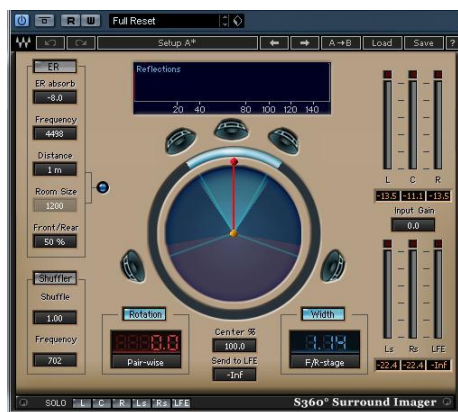 R W Full Reset
Setup A* A→B Load Save ?
ER
ER absorb
-8.0
Frequency
4498
Distance
1 m
Room Size
1200
Front/Rear
50 %
Shuffler
Shuffle
1.00
Frequency
702
Reflections
20 40 80 100 120 140
Rotation
0.0
Pair-wise
Center %
100.0
Send to LFE
-Inf
Width
1.14
F/R-stage
L C R
-13.5 -11.1 -13.5
Input Gain
0.0
Ls Rs LFE
-22.4 -22.4 -Inf
SOLO L C R Ls Rs LFE S360° Surround Imager